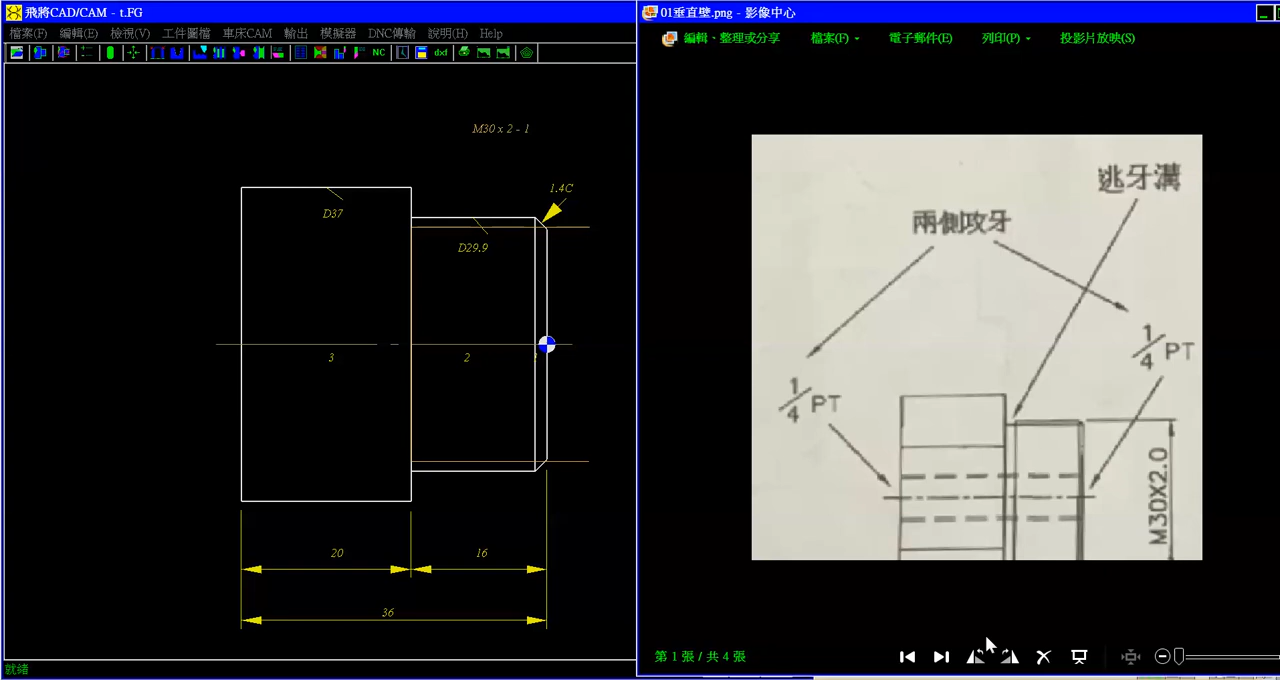 飛將CAD/CAM - t.FG
檔案(F) 編輯(E) 檢視(V) 工件圖檔 車床CAM 輸出 模擬器 DNC傳輸 說明(H) Help
NC dxf
M30 x 2 - 1
1.4C
D37
D29.9
3 2
20 16
36
就緒
01垂直壁.png - 影像中心
編輯、整理或分享 檔案(F) 電子郵件(E) 列印(P) 投影片放映(S)
逃牙溝
兩側攻牙
1/4 PT
1/4 PT
M30X2.0
第 1 張 / 共 4 張